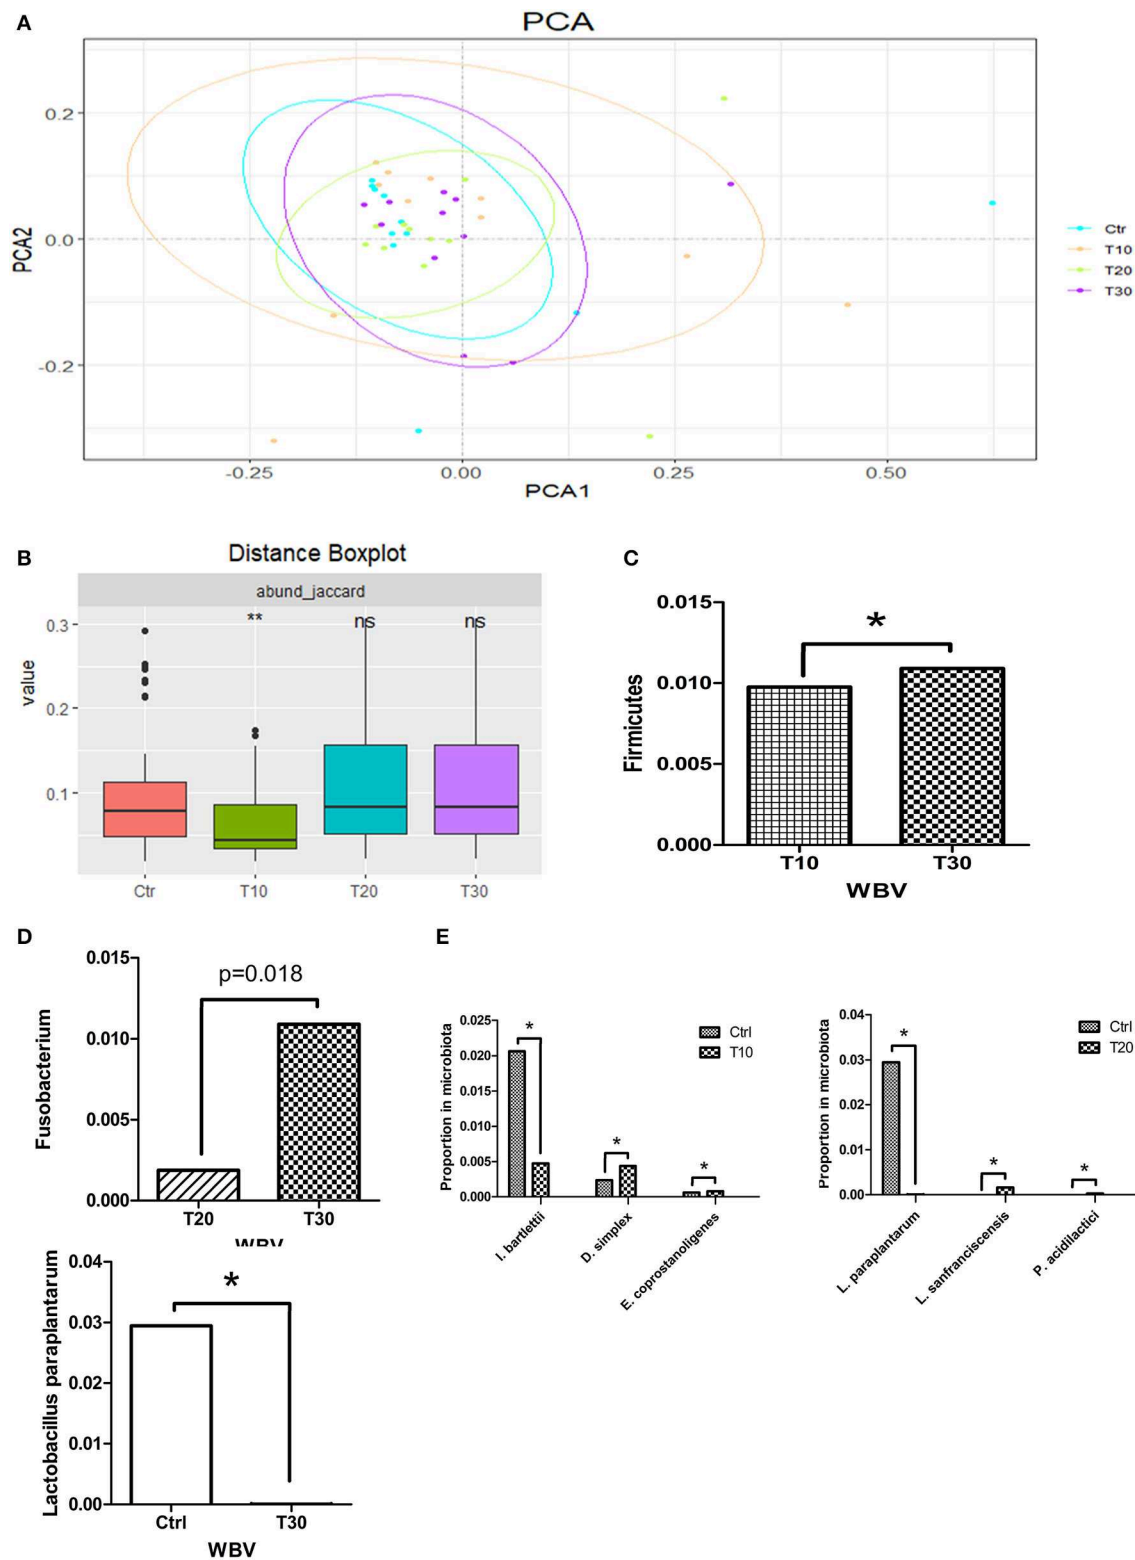 A
PCA
0.2
0.0
-0.2
PCA2
-0.25 0.00 0.25 0.50
PCA1
Ctr
T10
T20
T30
B
Distance Boxplot
abund_jaccard
** ns ns
0.3
0.2
0.1
value
Ctr T10 T20 T30
C
0.015
0.010
0.005
0.000
Firmicutes
*
T10 T30
WBV
D
0.015
0.010
0.005
0.000
Fusobacterium
p=0.018
T20 T30
WBV
0.04
0.03
0.02
0.01
0.00
Lactobacillus paraplantarum
*
Ctrl T30
WBV
E
0.025
0.020
0.015
0.010
0.005
0.000
Proportion in microbiota
* * *
Ctrl
T10
I. bartlettii
D. simplex
E. coprostanoligenes
0.04
0.03
0.02
0.01
0.00
Proportion in microbiota
* * *
Ctrl
T20
L. paraplantarum
L. sanfranciscensis
P. acidilactici